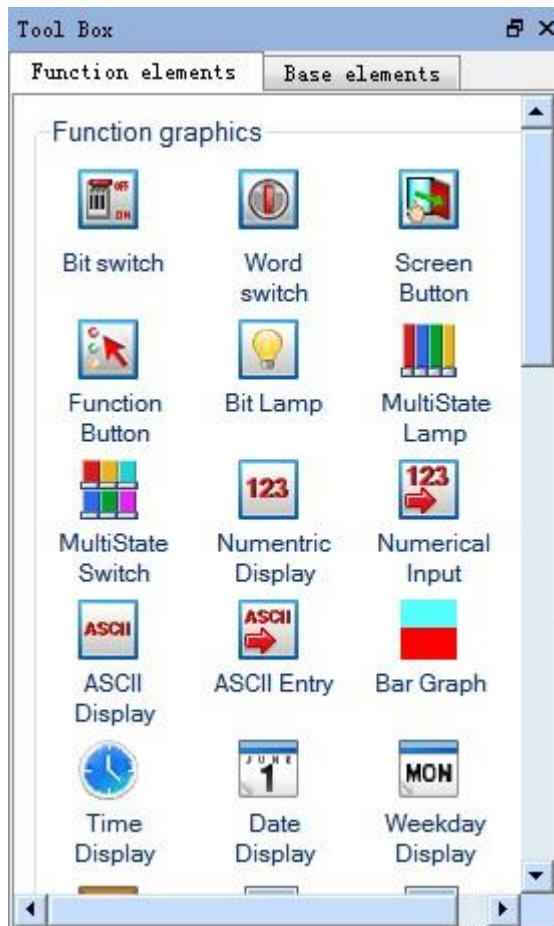 Tool Box
Function elements Base elements
Function graphics
OFF
ON
Bit switch
Word
switch
Screen
Button
Function
Button
Bit Lamp
MultiState
Lamp
MultiState
Switch
123
Numentric
Display
123
Numerical
Input
ASCII
ASCII
Display
ASCII
ASCII Entry
Bar Graph
Time
Display
JUNE
1
Date
Display
MON
Weekday
Display